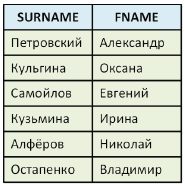 SURNAME FNAME
Петровский Александр
Кульгина Оксана
Самойлов Евгений
Кузьмина Ирина
Алфёров Николай
Остапенко Владимир